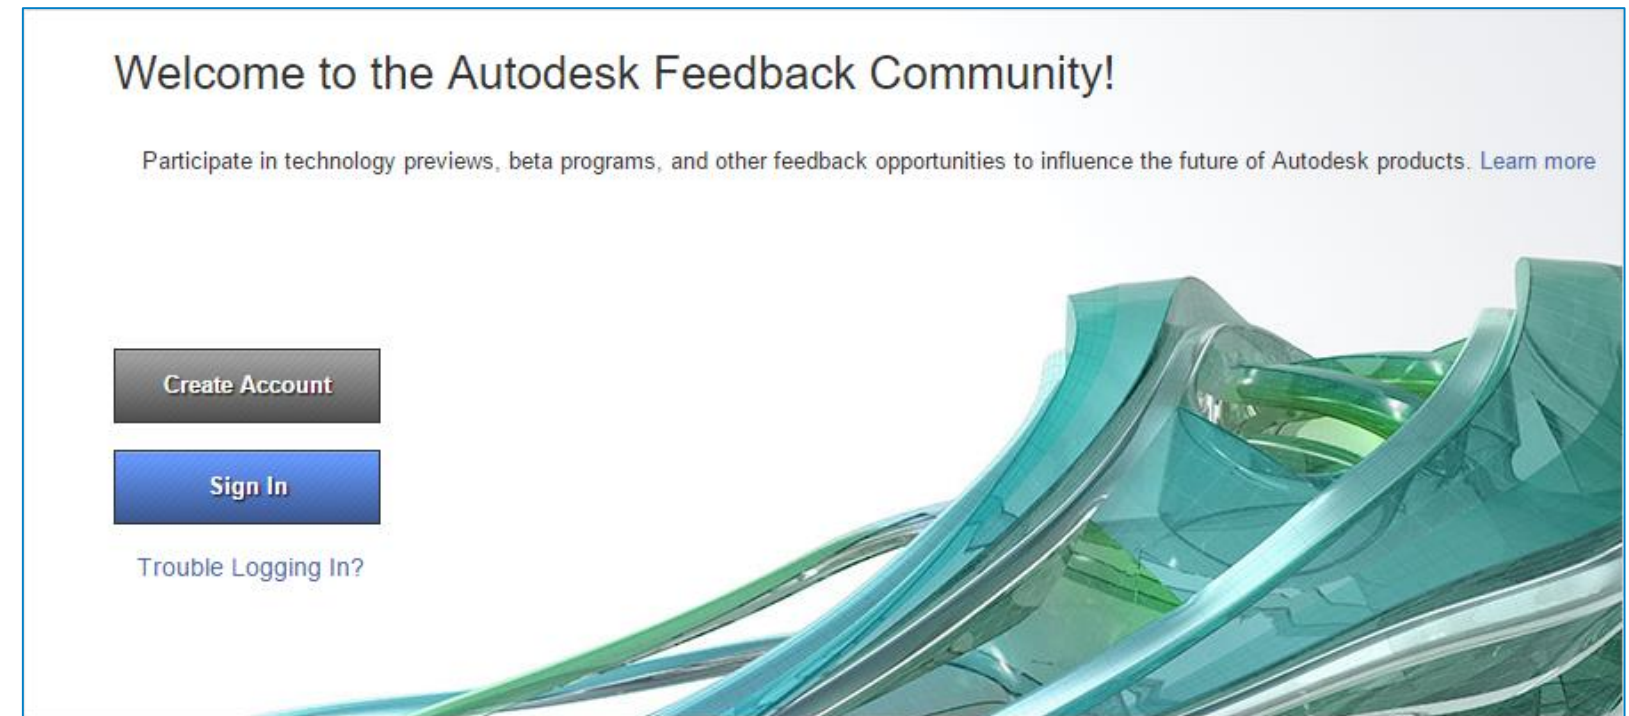 Welcome to the Autodesk Feedback Community!
Participate in technology previews, beta programs, and other feedback opportunities to influence the future of Autodesk products. Learn more
Create Account
Sign In
Trouble Logging In?